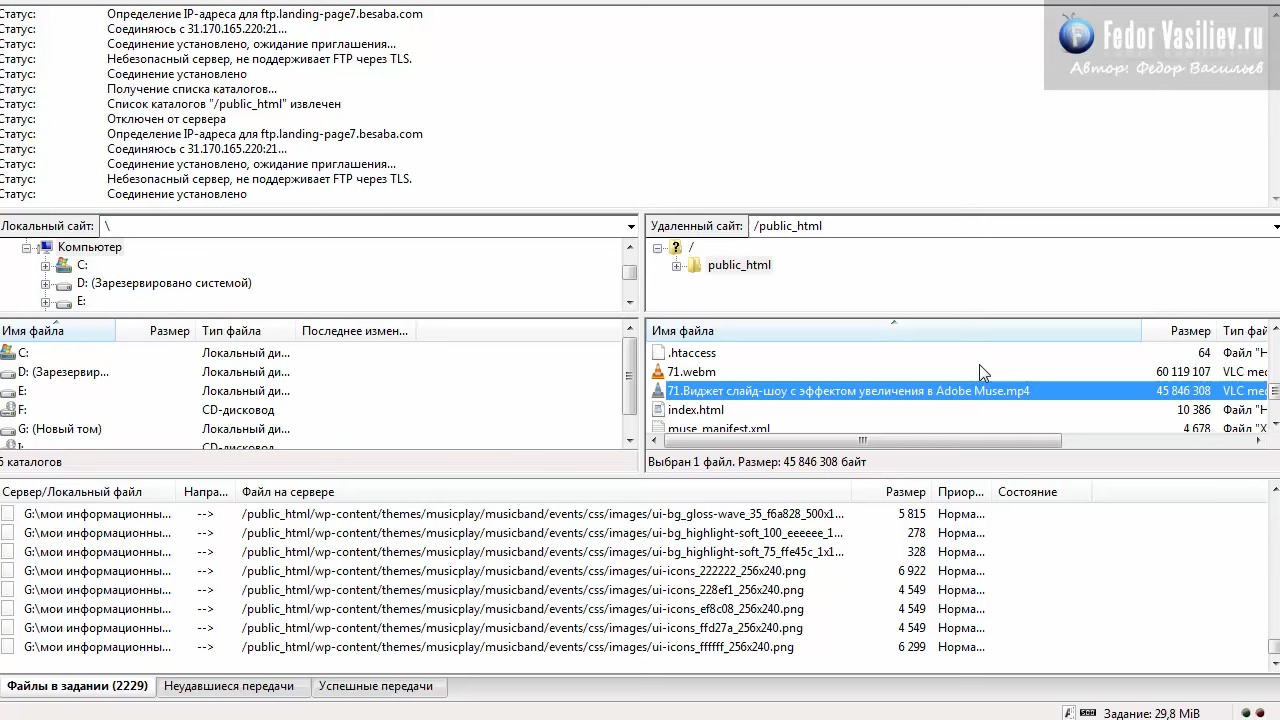 Статус: Определение IP-адреса для ftp.landing-page7.besaba.com
Статус: Соединяюсь с 31.170.165.220:21...
Статус: Соединение установлено, ожидание приглашения...
Статус: Небезопасный сервер, не поддерживает FTP через TLS.
Статус: Соединение установлено
Статус: Получение списка каталогов...
Статус: Список каталогов "/public_html" извлечен
Статус: Отключен от сервера
Статус: Определение IP-адреса для ftp.landing-page7.besaba.com
Статус: Соединяюсь с 31.170.165.220:21...
Статус: Соединение установлено, ожидание приглашения...
Статус: Небезопасный сервер, не поддерживает FTP через TLS.
Статус: Соединение установлено
Fedor Vasiliev.ru
Автор: Федор Васильев
Локальный сайт: \
Компьютер
C:
D: (Зарезервировано системой)
E:
Удаленный сайт: /public_html
/
public_html
Имя файла Размер Тип файла Последнее измен...
C: Локальный ди...
D: (Зарезервир... Локальный ди...
E: Локальный ди...
F: CD-дисковод
G: (Новый том) Локальный ди...
CD-дисковод
6 каталогов
Имя файла Размер Тип фай
.htaccess 64 Файл "H
71.webm 60 119 107 VLC med
71.Виджет слайд-шоу с эффектом увеличения в Adobe Muse.mp4 45 846 308 VLC med
index.html 10 386 Файл "H
muse_manifest.xml 4 678 Файл "X
Выбран 1 файл. Размер: 45 846 308 байт
Сервер/Локальный файл Напра... Файл на сервере Размер Приор... Состояние
G:\мои информационны... --> /public_html/wp-content/themes/musicplay/musicband/events/css/images/ui-bg_gloss-wave_35_f6a828_500x1... 5 815 Норма...
G:\мои информационны... --> /public_html/wp-content/themes/musicplay/musicband/events/css/images/ui-bg_highlight-soft_100_eeeeee_1... 278 Норма...
G:\мои информационны... --> /public_html/wp-content/themes/musicplay/musicband/events/css/images/ui-bg_highlight-soft_75_ffe45c_1x1... 328 Норма...
G:\мои информационны... --> /public_html/wp-content/themes/musicplay/musicband/events/css/images/ui-icons_222222_256x240.png 6 922 Норма...
G:\мои информационны... --> /public_html/wp-content/themes/musicplay/musicband/events/css/images/ui-icons_228ef1_256x240.png 4 549 Норма...
G:\мои информационны... --> /public_html/wp-content/themes/musicplay/musicband/events/css/images/ui-icons_ef8c08_256x240.png 4 549 Норма...
G:\мои информационны... --> /public_html/wp-content/themes/musicplay/musicband/events/css/images/ui-icons_ffd27a_256x240.png 4 549 Норма...
G:\мои информационны... --> /public_html/wp-content/themes/musicplay/musicband/events/css/images/ui-icons_ffffff_256x240.png 6 299 Норма...
Файлы в задании (2229) Неудавшиеся передачи Успешные передачи
Задание: 29,8 MiB